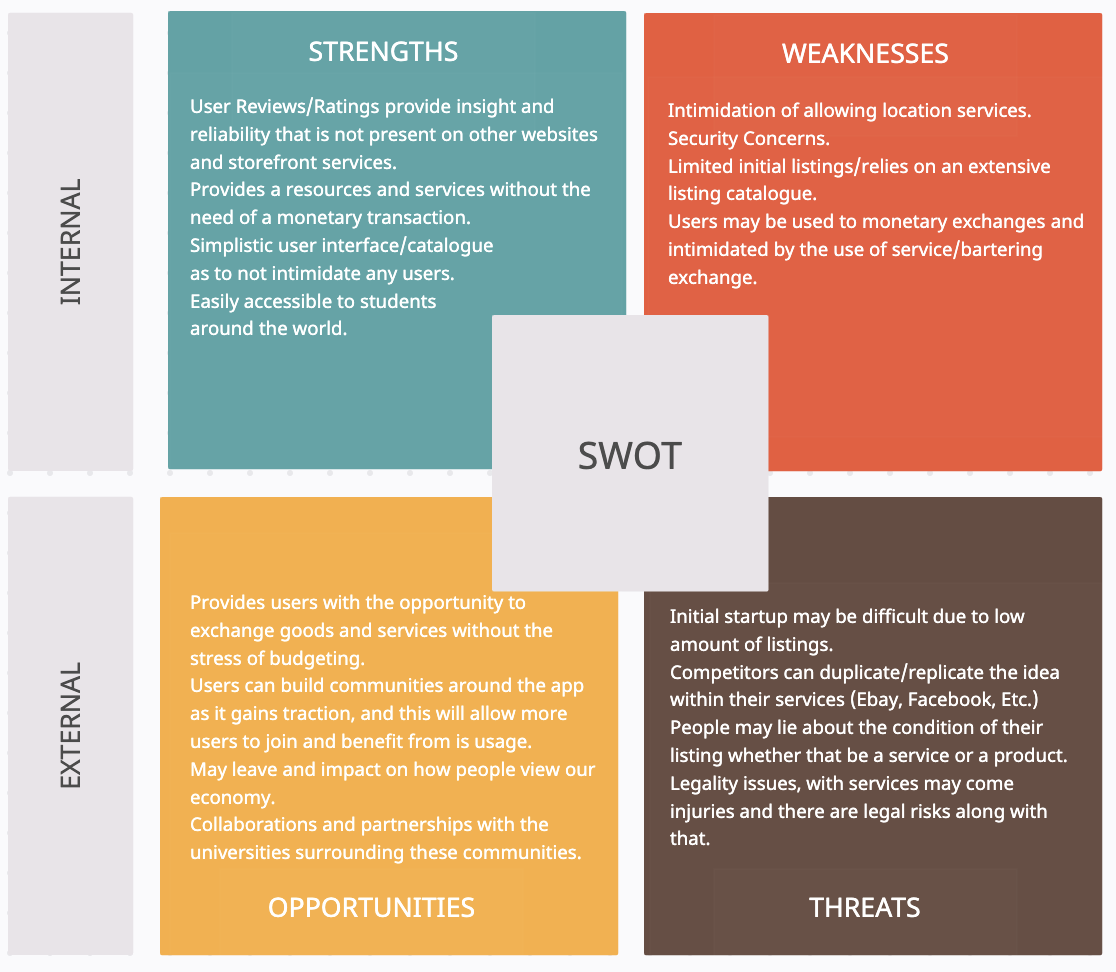 INTERNAL
STRENGTHS
User Reviews/Ratings provide insight and
reliability that is not present on other websites
and storefront services.
Provides a resources and services without the
need of a monetary transaction.
Simplistic user interface/catalogue
as to not intimidate any users.
Easily accessible to students
around the world.
WEAKNESSES
Intimidation of allowing location services.
Security Concerns.
Limited initial listings/relies on an extensive
listing catalogue.
Users may be used to monetary exchanges and
intimidated by the use of service/bartering
exchange.
SWOT
EXTERNAL
Provides users with the opportunity to
exchange goods and services without the
stress of budgeting.
Users can build communities around the app
as it gains traction, and this will allow more
users to join and benefit from is usage.
May leave and impact on how people view our
economy.
Collaborations and partnerships with the
universities surrounding these communities.
OPPORTUNITIES
Initial startup may be difficult due to low
amount of listings.
Competitors can duplicate/replicate the idea
within their services (Ebay, Facebook, Etc.)
People may lie about the condition of their
listing whether that be a service or a product.
Legality issues, with services may come
injuries and there are legal risks along with
that.
THREATS